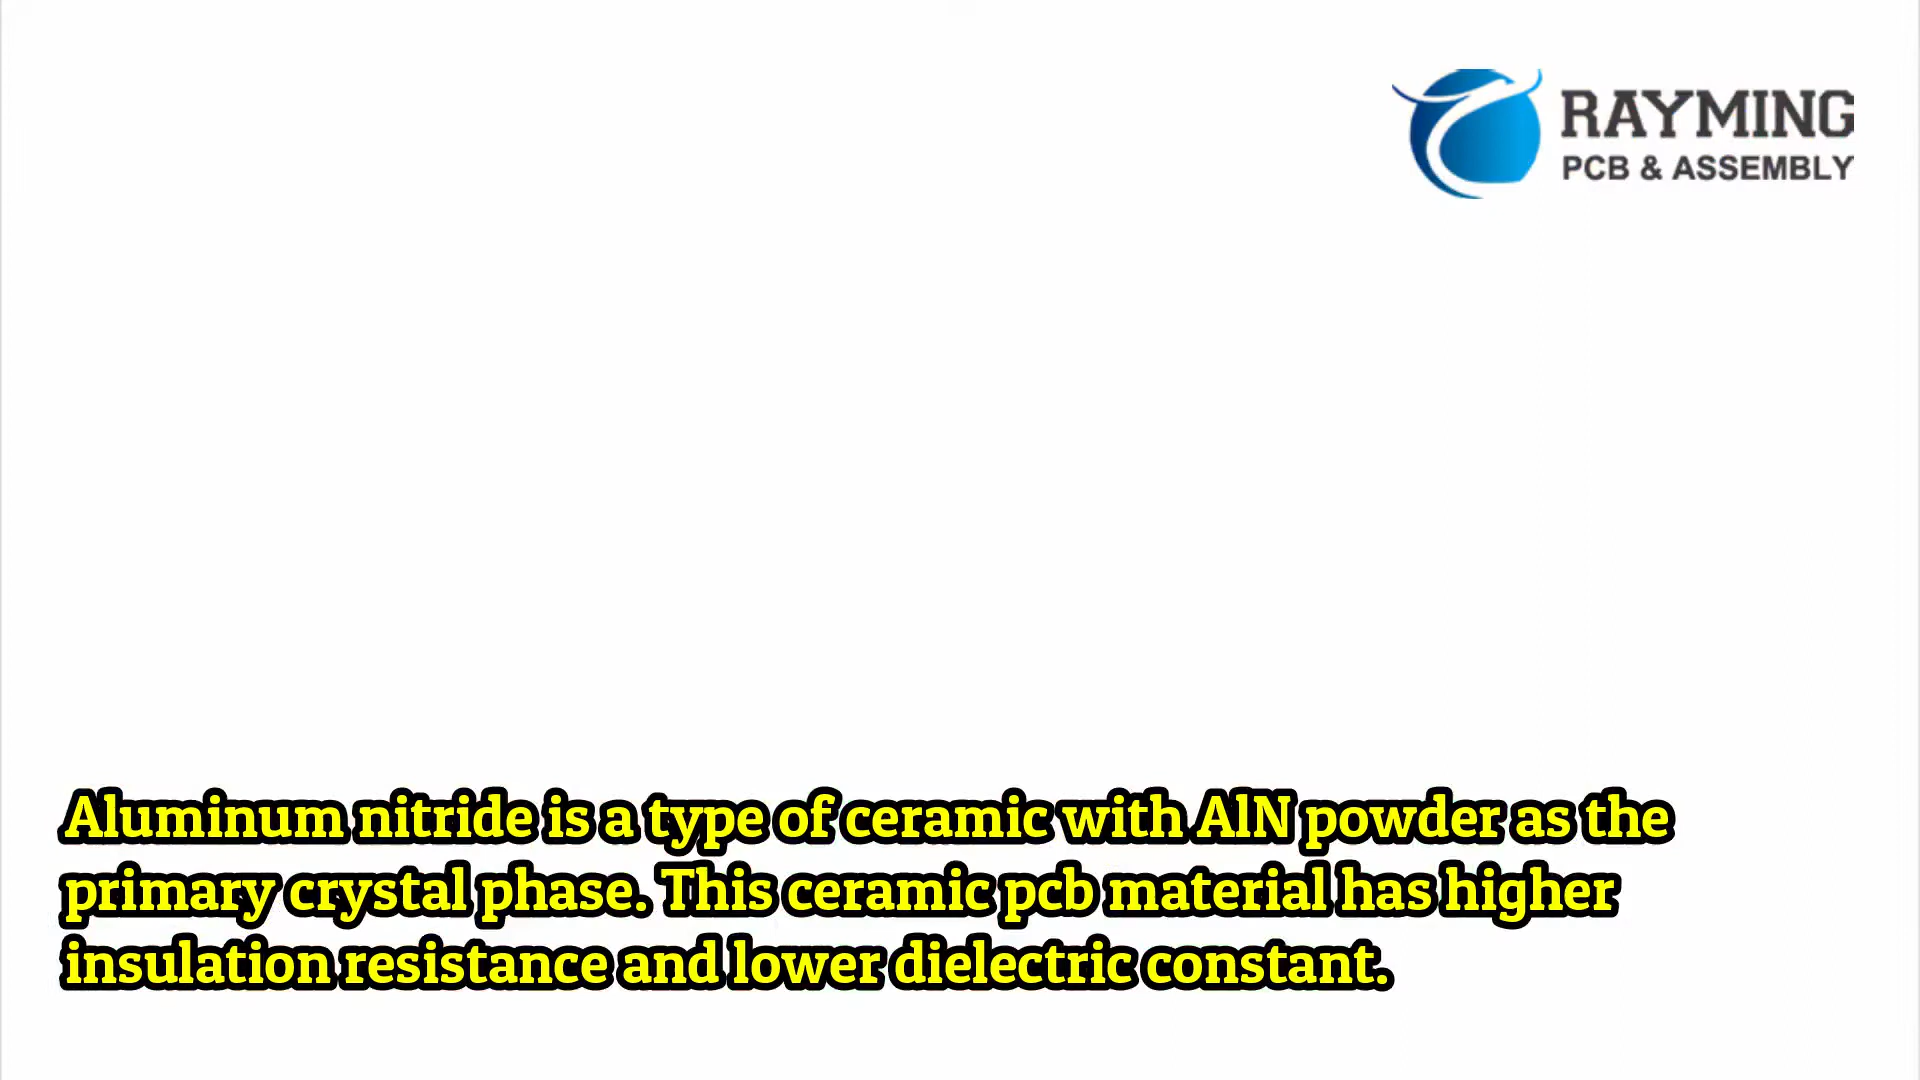 RAYMING
PCB & ASSEMBLY
Aluminum nitride is a type of ceramic with AlN powder as the
primary crystal phase. This ceramic pcb material has higher
insulation resistance and lower dielectric constant.